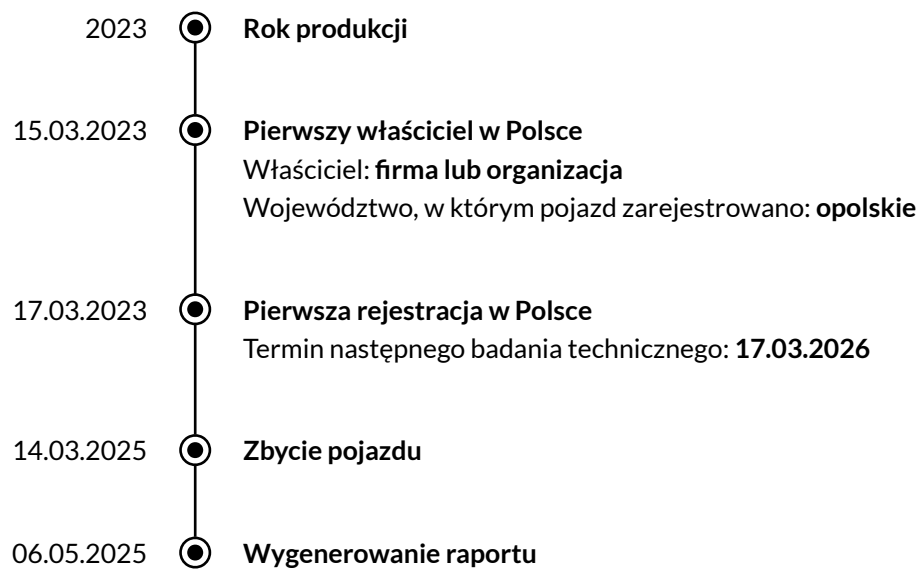 2023 Rok produkcji
15.03.2023 Pierwszy właściciel w Polsce
Właściciel: firma lub organizacja
Województwo, w którym pojazd zarejestrowano: opolskie
17.03.2023 Pierwsza rejestracja w Polsce
Termin następnego badania technicznego: 17.03.2026
14.03.2025 Zbycie pojazdu
06.05.2025 Wygenerowanie raportu